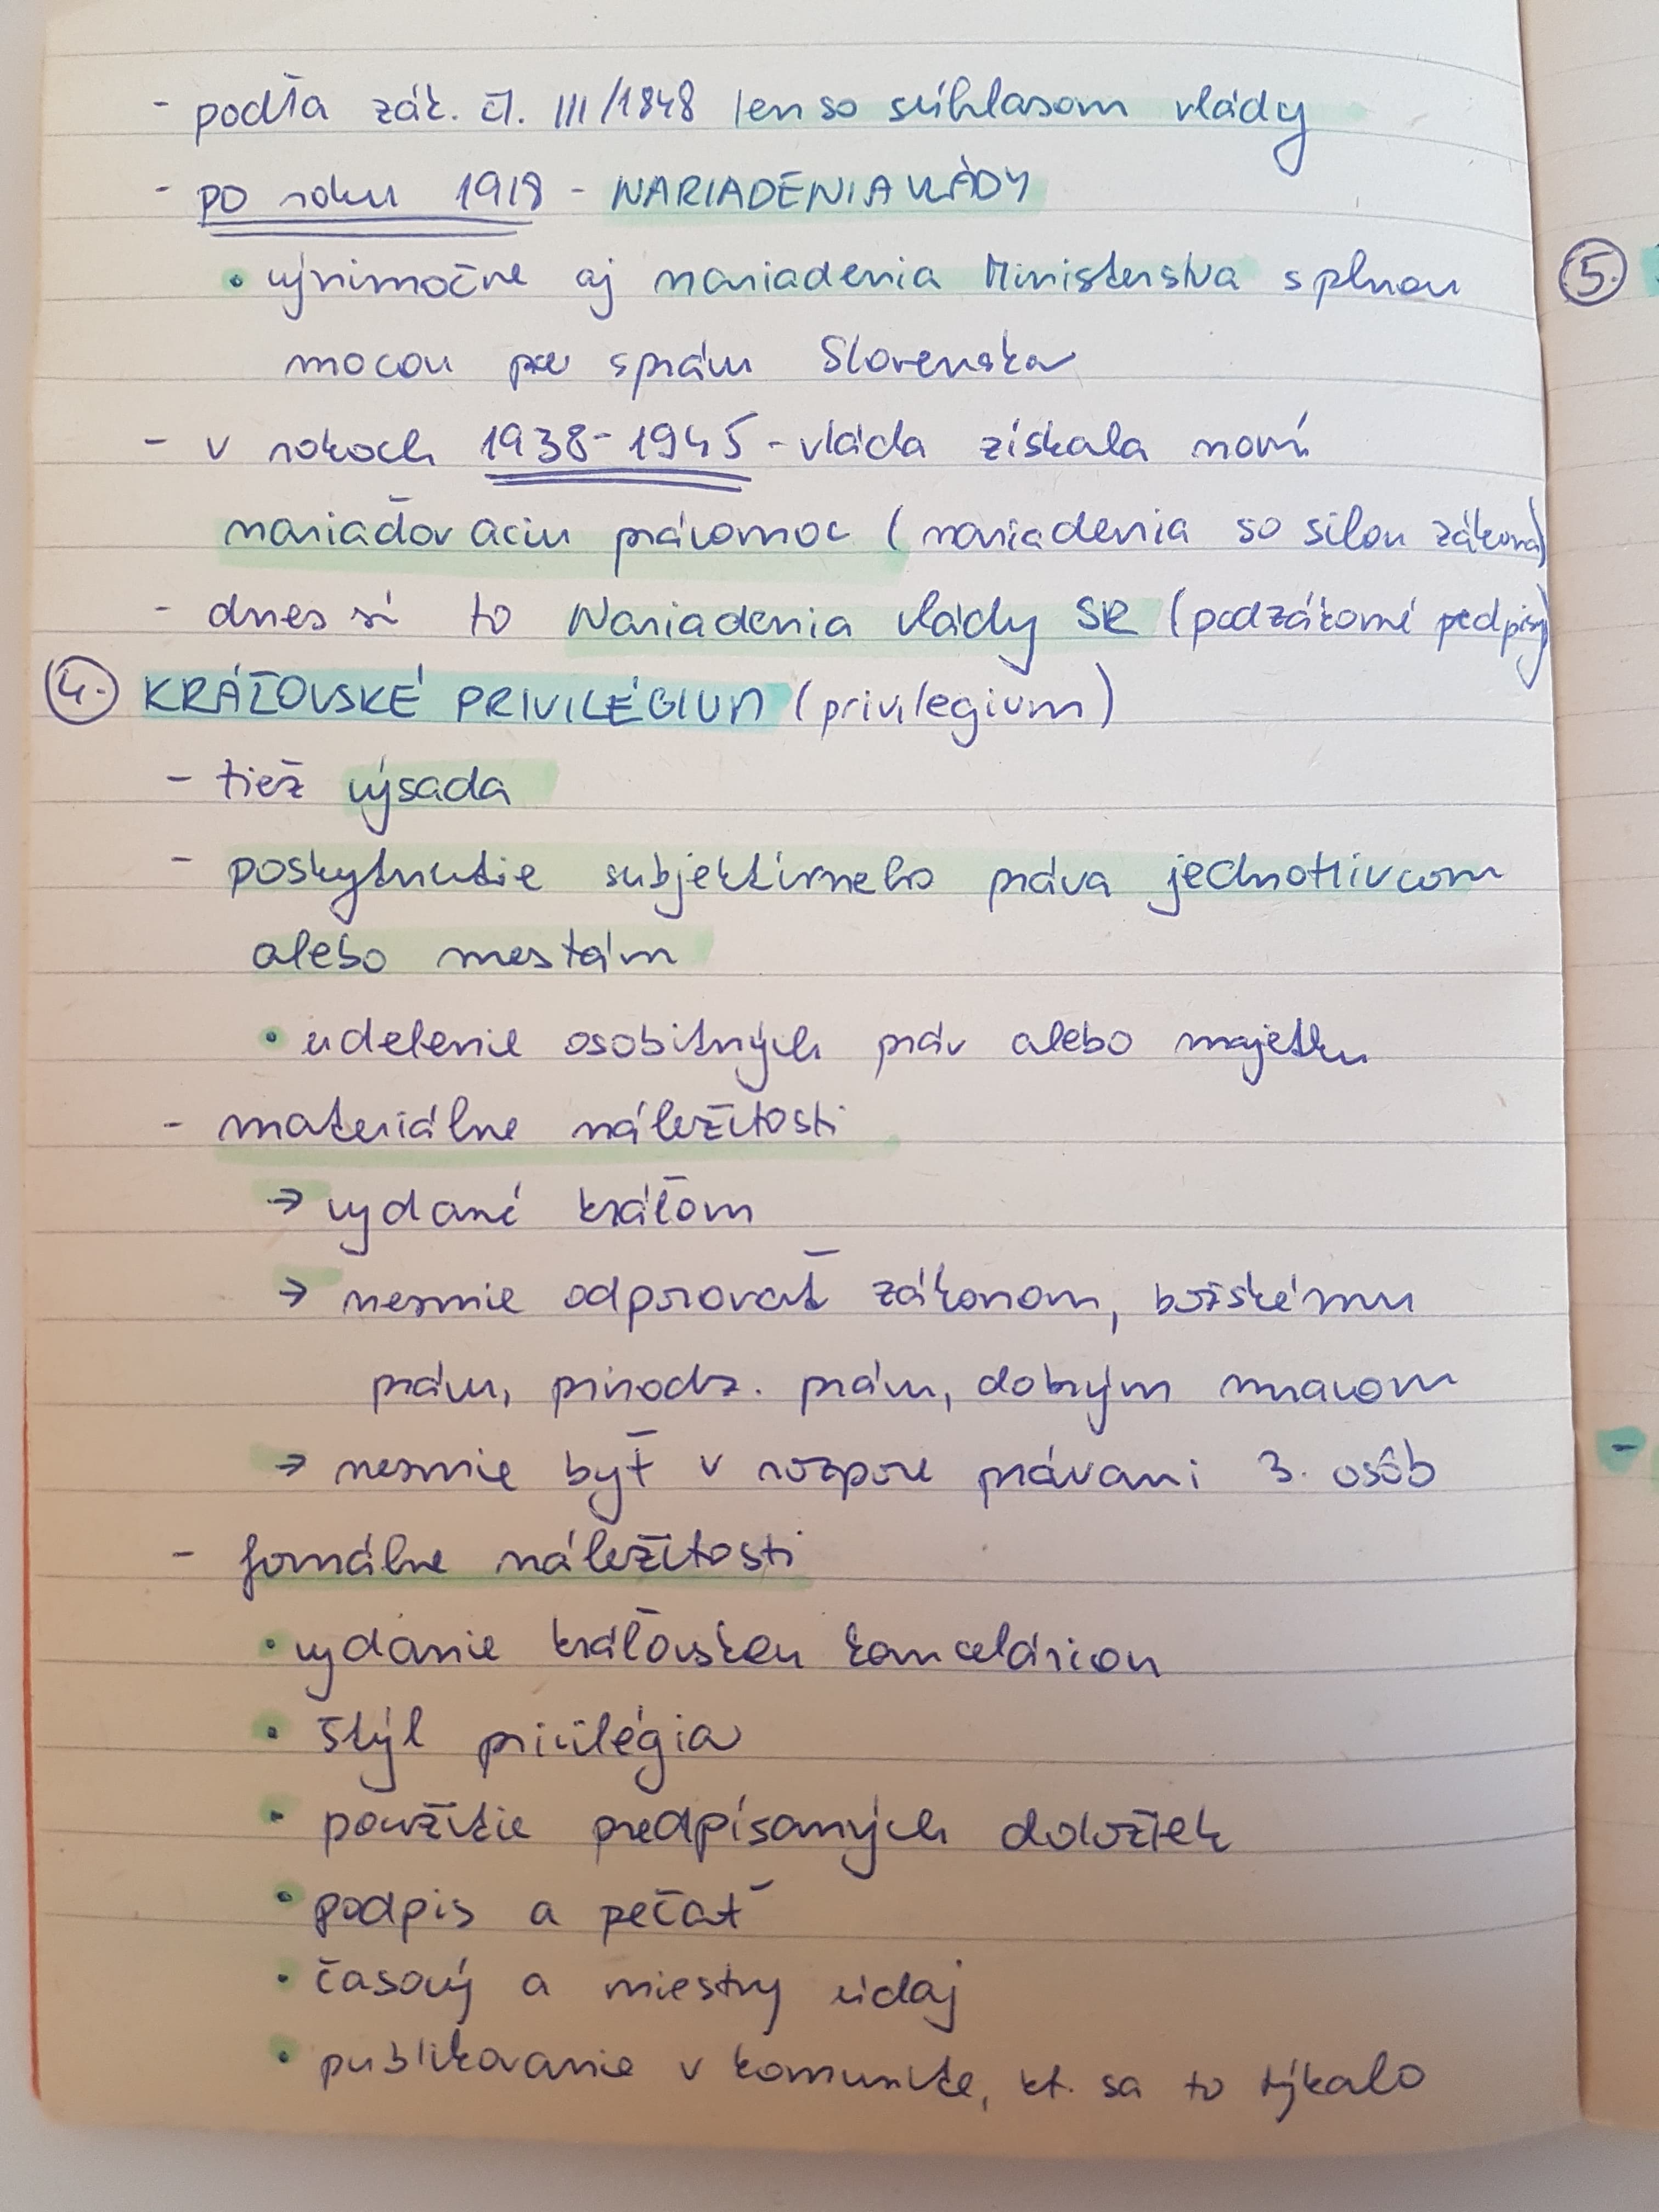 - podľa zák. čl. III/1848 len so súhlasom vlády
- PO roku 1918 - NARIADENIA VLÁDY
• výnimočne aj nariadenia Ministerstva s plnou
mocou pre správu Slovenska
- v rokoch 1938-1945 - vláda získala novú
nariaďovaciu právomoc (nariadenia so silou zákona)
- dnes sú to Nariadenia vlády SR (podzákonné predpisy)
4. KRÁĽOVSKÉ PRIVILÉGIUM (privilegium)
- tiež výsada
- poskytnutie subjektívneho práva jednotlivcom
alebo mestám
• udelenie osobitných práv alebo majetku
- materiálne náležitosti
→ vydané kráľom
→ nesmie odporovať zákonom, božskému
právu, prirodz. právu, dobrým mravom
→ nesmie byť v rozpore právami 3. osôb
- formálne náležitosti
• vydanie kráľovskou kanceláriou
• štýl privilégia
• použitie predpísaných doložiek
• podpis a pečať
• časový a miestny údaj
• publikovanie v komunite, kt. sa to týkalo
5.
-